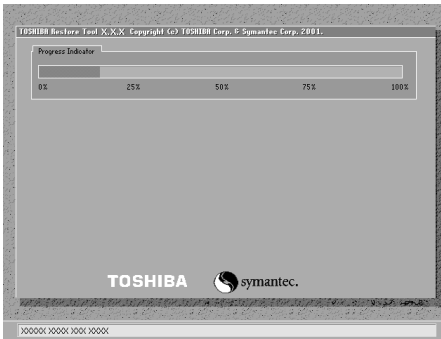 TOSHIBA Restore Tool X.X.X Copyright (c) TOSHIBA Corp. & Symantec Corp. 2001.
Progress Indicator
0% 25% 50% 75% 100%
TOSHIBA symantec.
XXXXX XXXX XXX XXXX